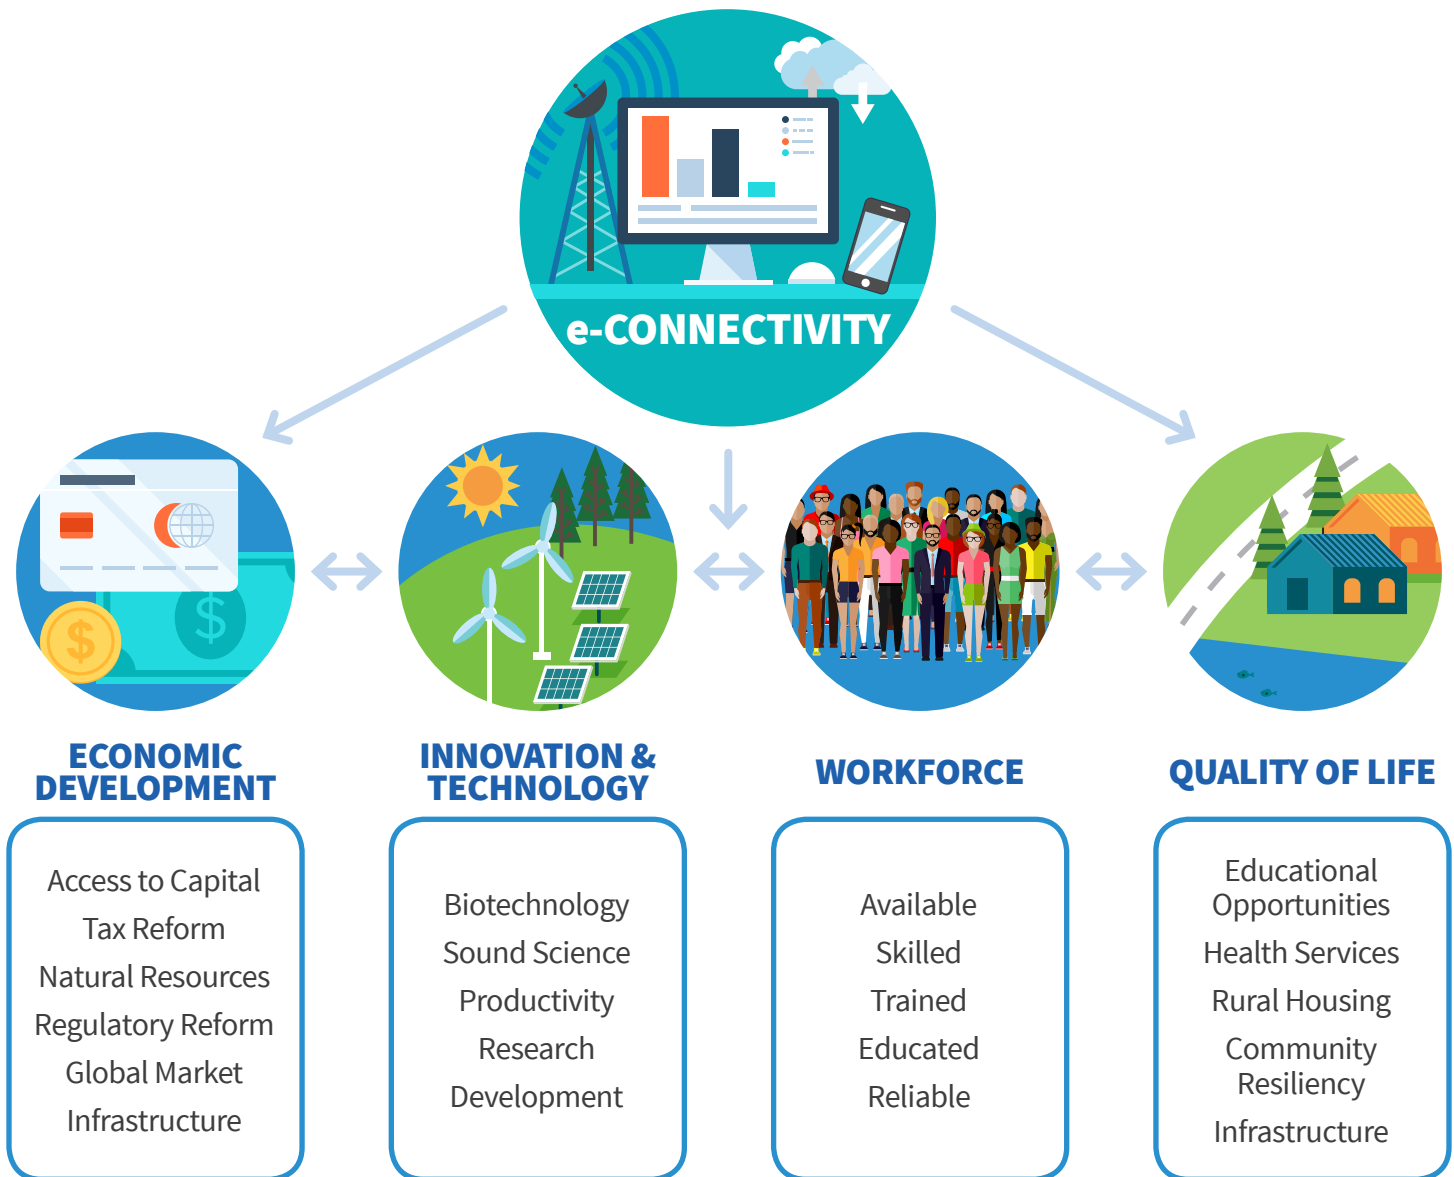 e-CONNECTIVITY
ECONOMIC
DEVELOPMENT
Access to Capital
Tax Reform
Natural Resources
Regulatory Reform
Global Market
Infrastructure
INNOVATION &
TECHNOLOGY
Biotechnology
Sound Science
Productivity
Research
Development
WORKFORCE
Available
Skilled
Trained
Educated
Reliable
QUALITY OF LIFE
Educational
Opportunities
Health Services
Rural Housing
Community
Resiliency
Infrastructure